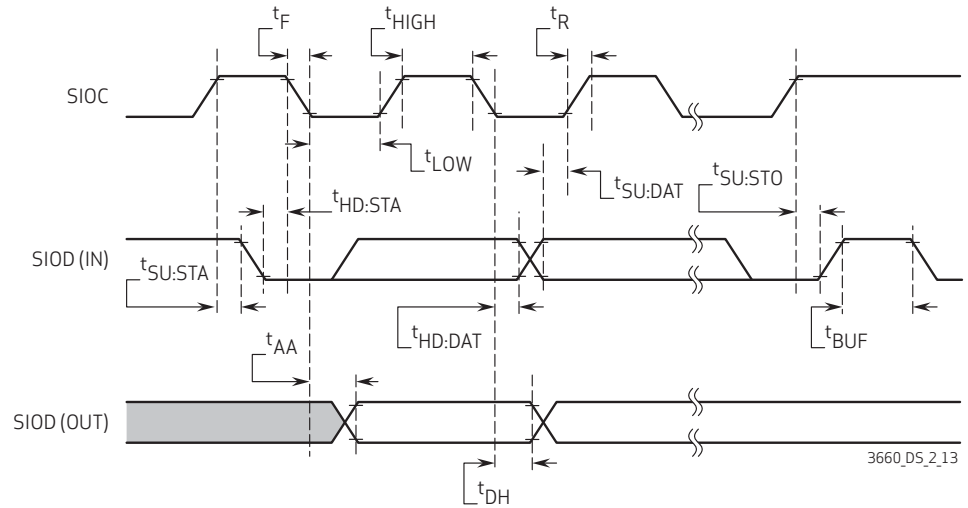 tF
tHIGH
tR
SIOC
tLOW
tSU:DAT
tSU:STO
tHD:STA
SIOD (IN)
tSU:STA
tAA
tHD:DAT
tBUF
SIOD (OUT)
3660_DS_2_13
tDH